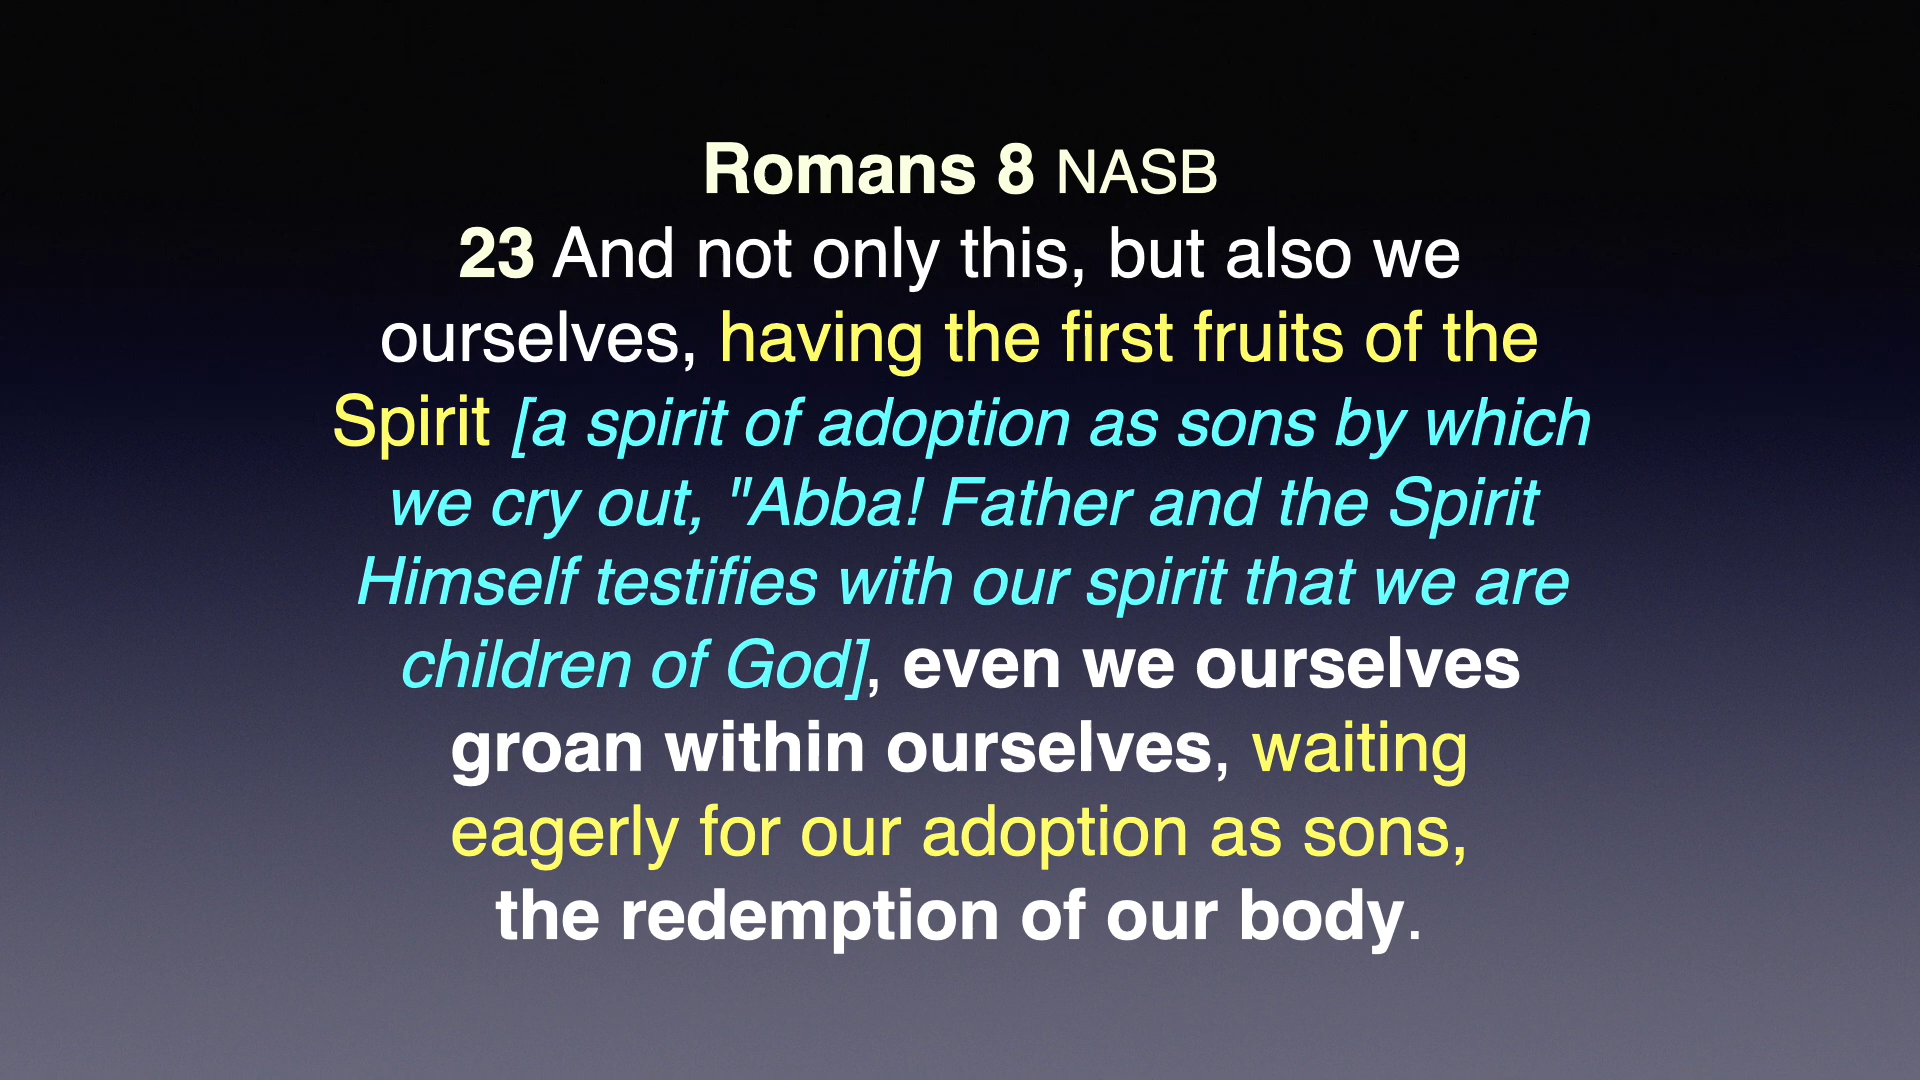 Romans 8 NASB
23 And not only this, but also we
ourselves, having the first fruits of the
Spirit [a spirit of adoption as sons by which
we cry out, "Abba! Father and the Spirit
Himself testifies with our spirit that we are
children of God], even we ourselves
groan within ourselves, waiting
eagerly for our adoption as sons,
the redemption of our body.